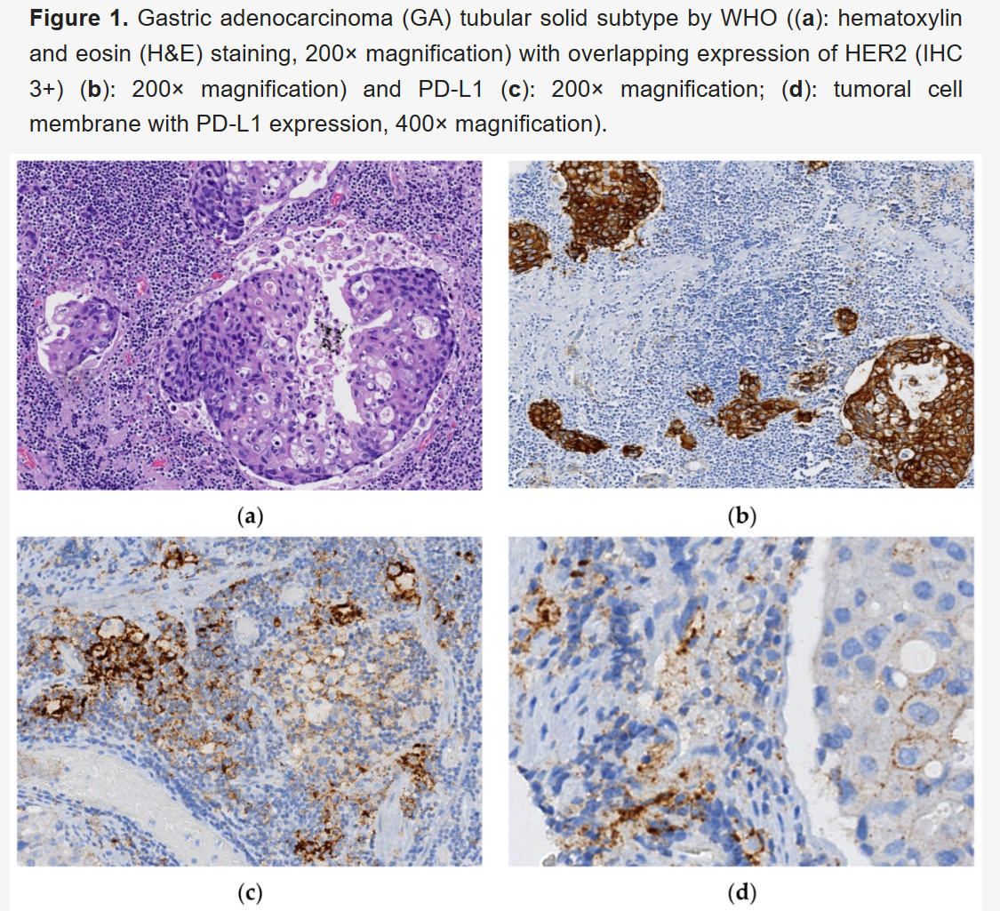 Figure 1. Gastric adenocarcinoma (GA) tubular solid subtype by WHO ((a): hematoxylin
and eosin (H&E) staining, 200× magnification) with overlapping expression of HER2 (IHC
3+) (b): 200× magnification) and PD-L1 (c): 200× magnification; (d): tumoral cell
membrane with PD-L1 expression, 400× magnification).
(a)
(b)
(c)
(d)